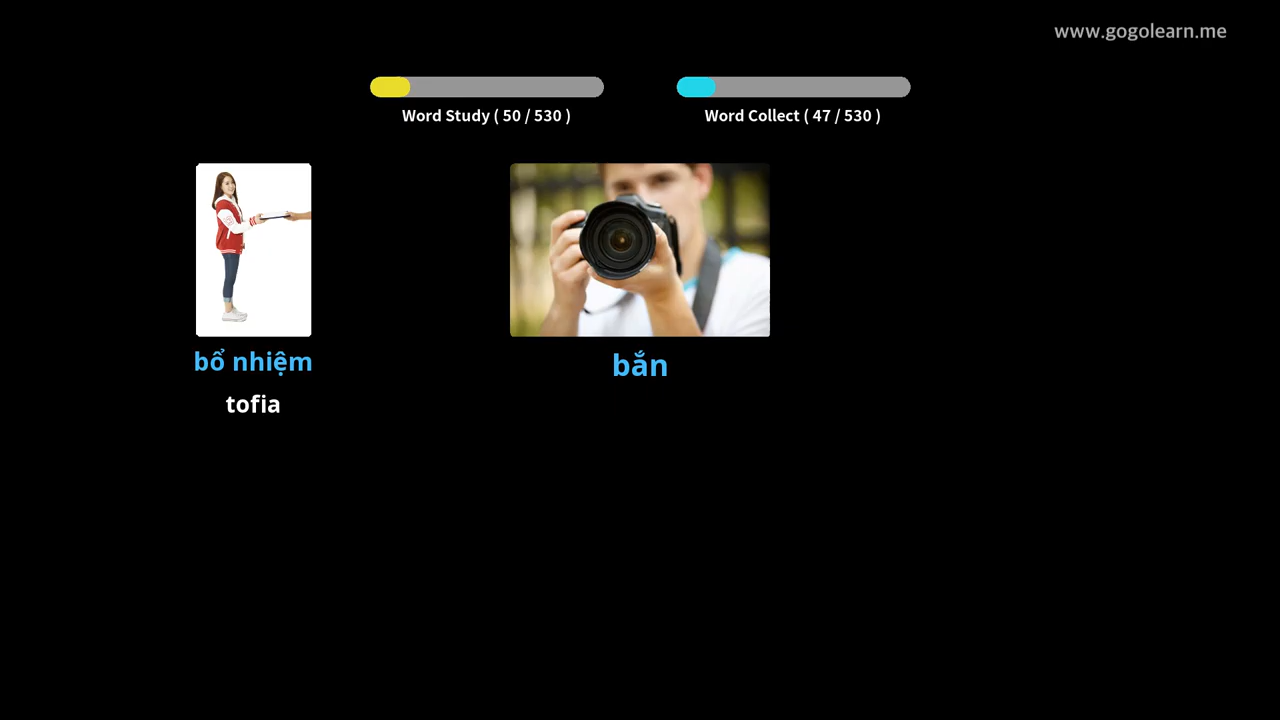 www.gogolearn.me
Word Study ( 50 / 530 )
Word Collect ( 47 / 530 )
bổ nhiệm
tofia
bắn